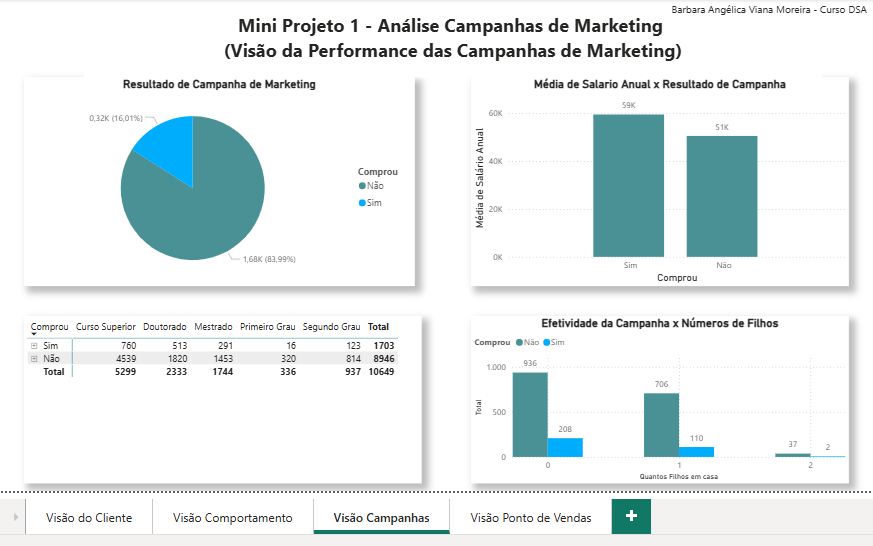 Barbara Angélica Viana Moreira - Curso DSA
Mini Projeto 1 - Análise Campanhas de Marketing
(Visão da Performance das Campanhas de Marketing)
Resultado de Campanha de Marketing
0,32K (16,01%)
Comprou
Não
Sim
1,68K (83,99%)
Média de Salario Anual x Resultado de Campanha
Média de Salário Anual
60K
40K
20K
0K
59K
51K
Sim Não
Comprou
Comprou Curso Superior Doutorado Mestrado Primeiro Grau Segundo Grau Total
Sim 760 513 291 16 123 1703
Não 4539 1820 1453 320 814 8946
Total 5299 2333 1744 336 937 10649
Efetividade da Campanha x Números de Filhos
Comprou Não Sim
Total
1.000
500
0
936
208
706
110
37
2
0 1 2
Quantos Filhos em casa
Visão do Cliente Visão Comportamento Visão Campanhas Visão Ponto de Vendas +